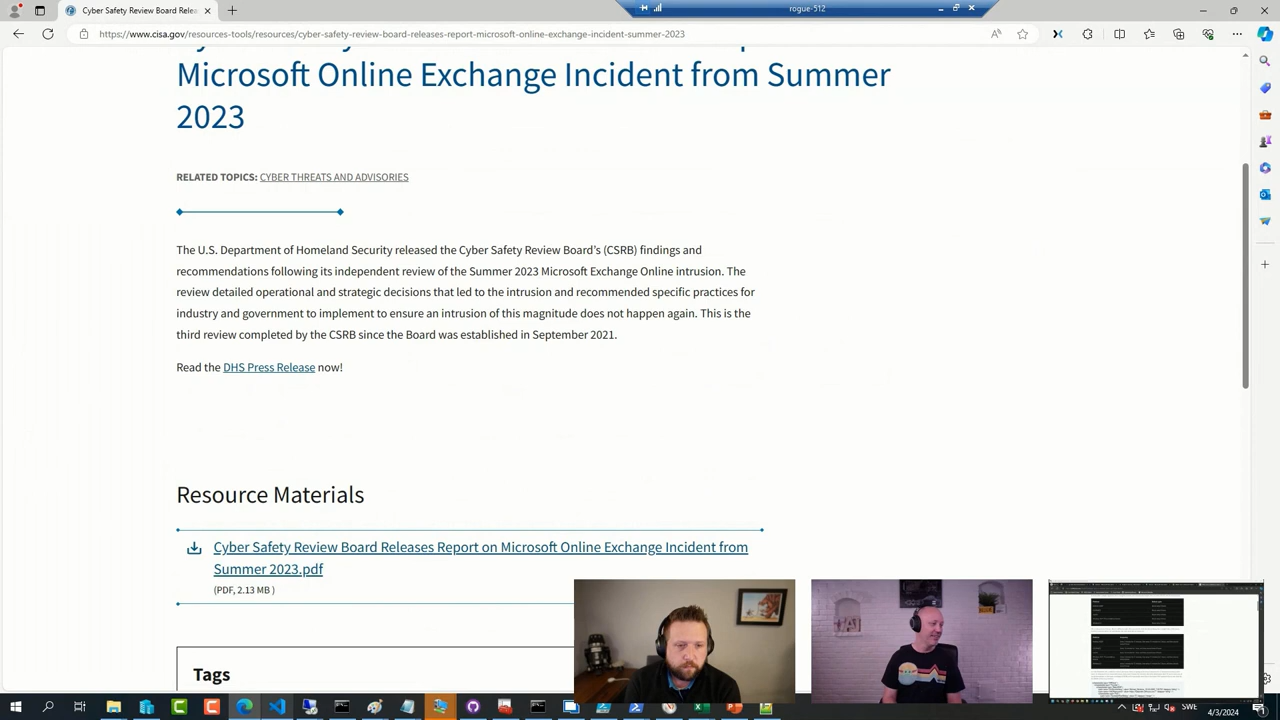 Cyber Safety Review Board Relea
rogue-512
https://www.cisa.gov/resources-tools/resources/cyber-safety-review-board-releases-report-microsoft-online-exchange-incident-summer-2023
Microsoft Online Exchange Incident from Summer
2023
RELATED TOPICS: CYBER THREATS AND ADVISORIES
The U.S. Department of Homeland Security released the Cyber Safety Review Board’s (CSRB) findings and
recommendations following its independent review of the Summer 2023 Microsoft Exchange Online intrusion. The
review detailed operational and strategic decisions that led to the intrusion and recommended specific practices for
industry and government to implement to ensure an intrusion of this magnitude does not happen again. This is the
third review completed by the CSRB since the Board was established in September 2021.
Read the DHS Press Release now!
Resource Materials
Cyber Safety Review Board Releases Report on Microsoft Online Exchange Incident from
Summer 2023.pdf
(PDF, 2.13 MB )
Tags
SWE
4/3/2024